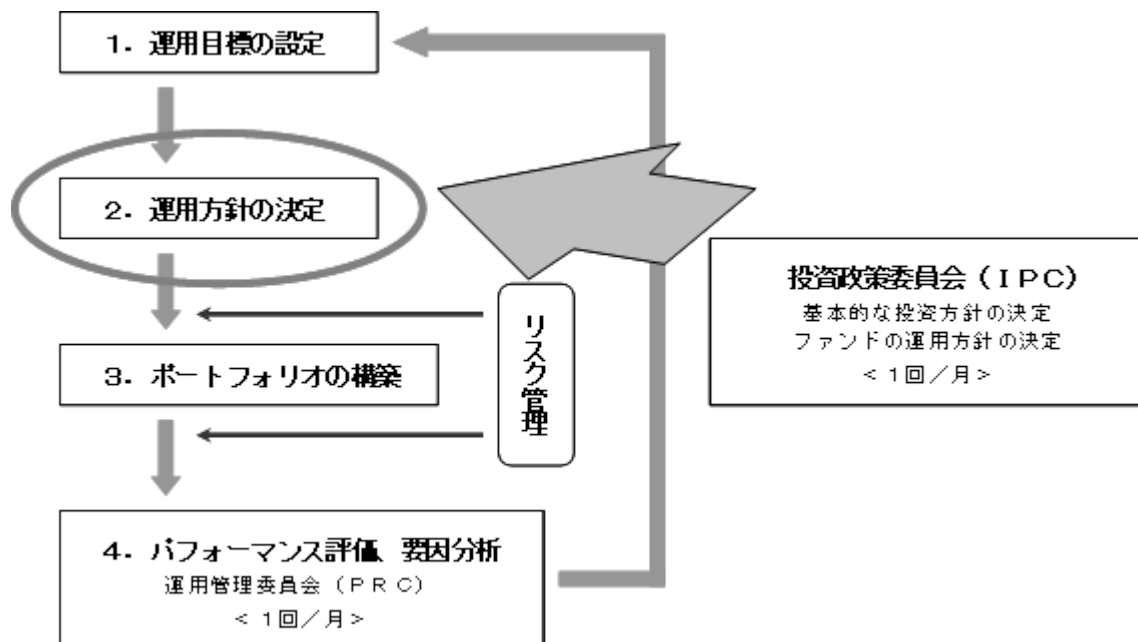 １．運用目標の設定
２．運用方針の決定
３．ポートフォリオの構築
リスク管理
投資政策委員会（ＩＰＣ）
基本的な投資方針の決定
ファンドの運用方針の決定
＜１回／月＞
４．パフォーマンス評価、要因分析
運用管理委員会（ＰＲＣ）
＜１回／月＞